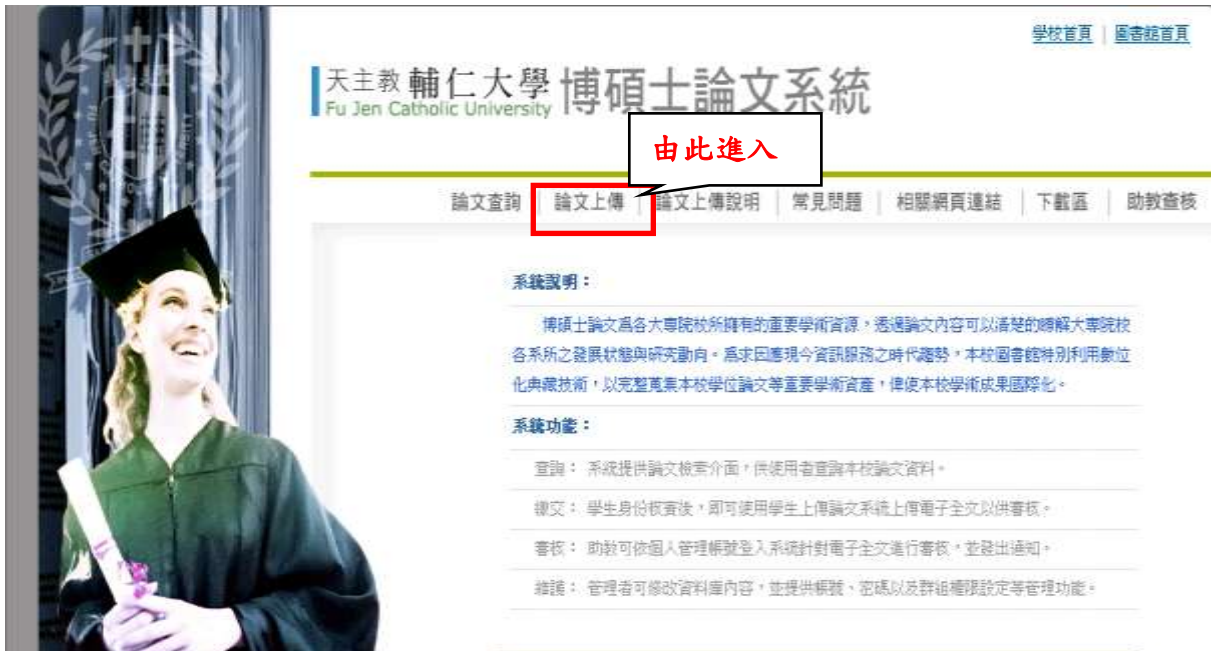 學校首頁 | 圖書館首頁
天主教 輔仁大學 博碩士論文系統
Fu Jen Catholic University
由此進入
論文查詢 | 論文上傳 | 論文上傳說明 | 常見問題 | 相關網頁連結 | 下載區 | 助教查核
系統說明：
博碩士論文為各大專院校所擁有的重要學術資源，透過論文內容可以清楚的瞭解大專院校
各系所之發展狀態與研究動向。為求因應現今資訊服務之時代趨勢，本校圖書館特別利用數位
化典藏技術，以完整蒐集本校學位論文等重要學術資產，俾使本校學術成果國際化。
系統功能：
查詢： 系統提供論文檢索介面，供使用者查詢本校論文資料。
繳交： 學生身份核實後，即可使用學生上傳論文系統上傳電子全文以供審核。
審核： 助教可依個人管理帳號登入系統針對電子全文進行審核，並發出通知。
維護： 管理者可修改資料庫內容，並提供帳號、密碼以及群組權限設定等管理功能。